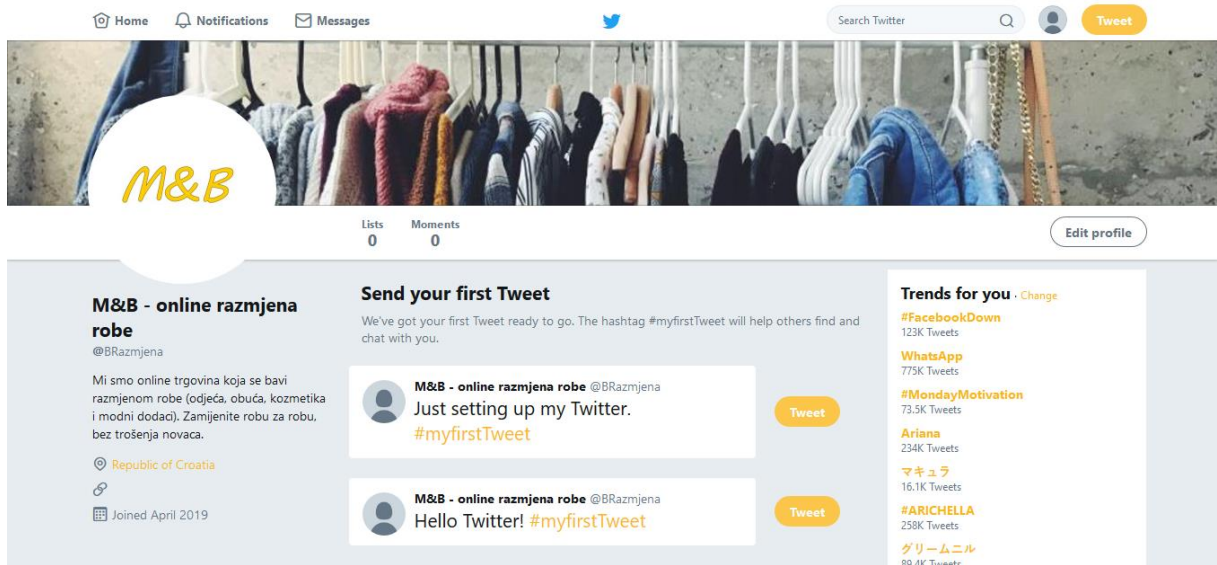 Home Notifications Messages Search Twitter Tweet
M&B
Lists Moments
0 0
Edit profile
M&B - online razmjena
robe
@BRazmjena
Mi smo online trgovina koja se bavi
razmjenom robe (odjeća, obuća, kozmetika
i modni dodaci). Zamijenite robu za robu,
bez trošenja novaca.
Republic of Croatia
Joined April 2019
Send your first Tweet
We've got your first Tweet ready to go. The hashtag #myfirstTweet will help others find and
chat with you.
M&B - online razmjena robe @BRazmjena
Just setting up my Twitter.
#myfirstTweet
Tweet
M&B - online razmjena robe @BRazmjena
Hello Twitter! #myfirstTweet
Tweet
Trends for you · Change
#FacebookDown
123K Tweets
WhatsApp
775K Tweets
#MondayMotivation
73.5K Tweets
Ariana
234K Tweets
マキュラ
16.1K Tweets
#ARICHELLA
258K Tweets
グリームニル
89.4K Tweets